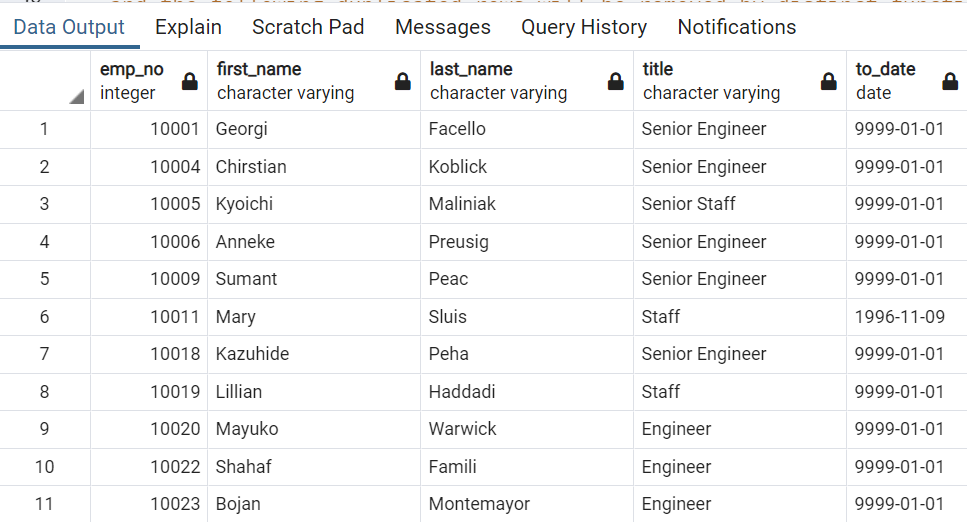 Data Output Explain Scratch Pad Messages Query History Notifications
emp_no first_name last_name title to_date
integer character varying character varying character varying date
1 10001 Georgi Facello Senior Engineer 9999-01-01
2 10004 Chirstian Koblick Senior Engineer 9999-01-01
3 10005 Kyoichi Maliniak Senior Staff 9999-01-01
4 10006 Anneke Preusig Senior Engineer 9999-01-01
5 10009 Sumant Peac Senior Engineer 9999-01-01
6 10011 Mary Sluis Staff 1996-11-09
7 10018 Kazuhide Peha Senior Engineer 9999-01-01
8 10019 Lillian Haddadi Staff 9999-01-01
9 10020 Mayuko Warwick Engineer 9999-01-01
10 10022 Shahaf Famili Engineer 9999-01-01
11 10023 Bojan Montemayor Engineer 9999-01-01